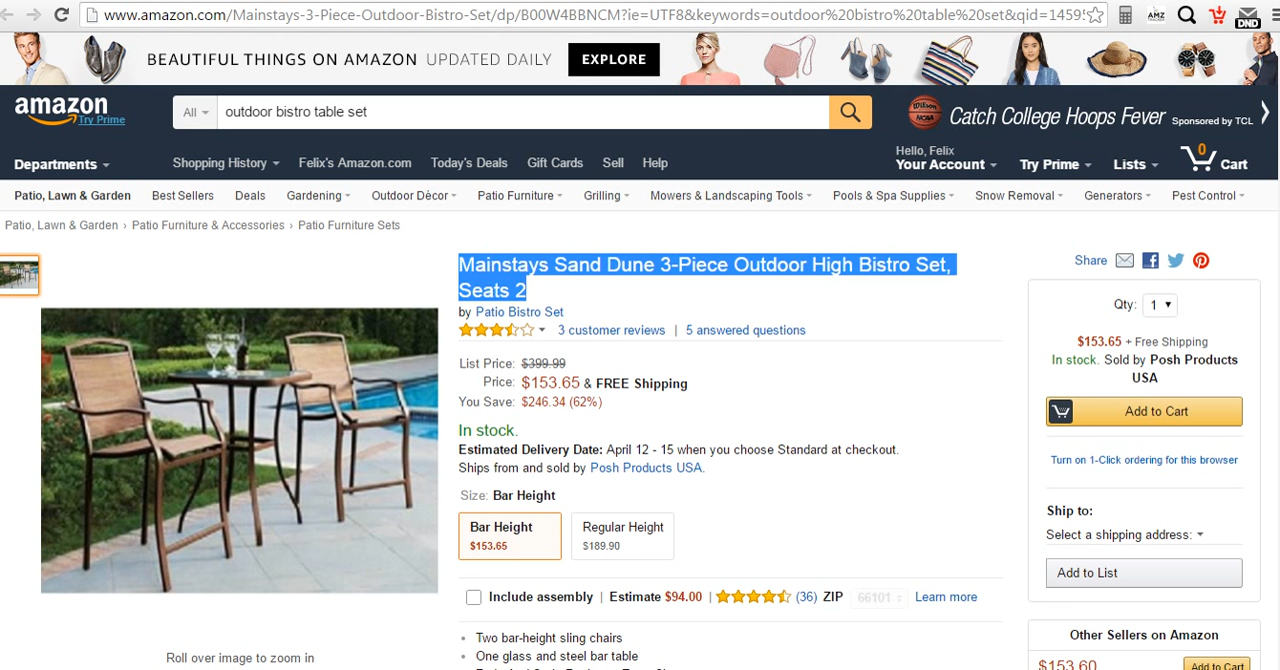 www.amazon.com/Mainstays-3-Piece-Outdoor-Bistro-Set/dp/B00W4BBNCM?ie=UTF8&keywords=outdoor%20bistro%20table%20set&qid=1459
AMZ
DND
BEAUTIFUL THINGS ON AMAZON UPDATED DAILY EXPLORE
amazon
Try Prime
All
outdoor bistro table set
Wilson
NCAA
Catch College Hoops Fever Sponsored by TCL
Departments
Shopping History Felix's Amazon.com Today's Deals Gift Cards Sell Help
Hello, Felix
Your Account Try Prime Lists 0 Cart
Patio, Lawn & Garden Best Sellers Deals Gardening Outdoor Dècor Patio Furniture Grilling Mowers & Landscaping Tools Pools & Spa Supplies Snow Removal Generators Pest Control
Patio, Lawn & Garden › Patio Furniture & Accessories › Patio Furniture Sets
Mainstays Sand Dune 3-Piece Outdoor High Bistro Set,
Seats 2
by Patio Bistro Set
3 customer reviews | 5 answered questions
List Price: $399.99
Price: $153.65 & FREE Shipping
You Save: $246.34 (62%)
In stock.
Estimated Delivery Date: April 12 - 15 when you choose Standard at checkout.
Ships from and sold by Posh Products USA.
Size: Bar Height
Bar Height
$153.65
Regular Height
$189.90
Include assembly | Estimate $94.00 | (36) ZIP 66101 Learn more
• Two bar-height sling chairs
• One glass and steel bar table
Roll over image to zoom in
Share
Qty: 1
$153.65 + Free Shipping
In stock. Sold by Posh Products
USA
Add to Cart
Turn on 1-Click ordering for this browser
Ship to:
Select a shipping address:
Add to List
Other Sellers on Amazon
$153.60 Add to Cart